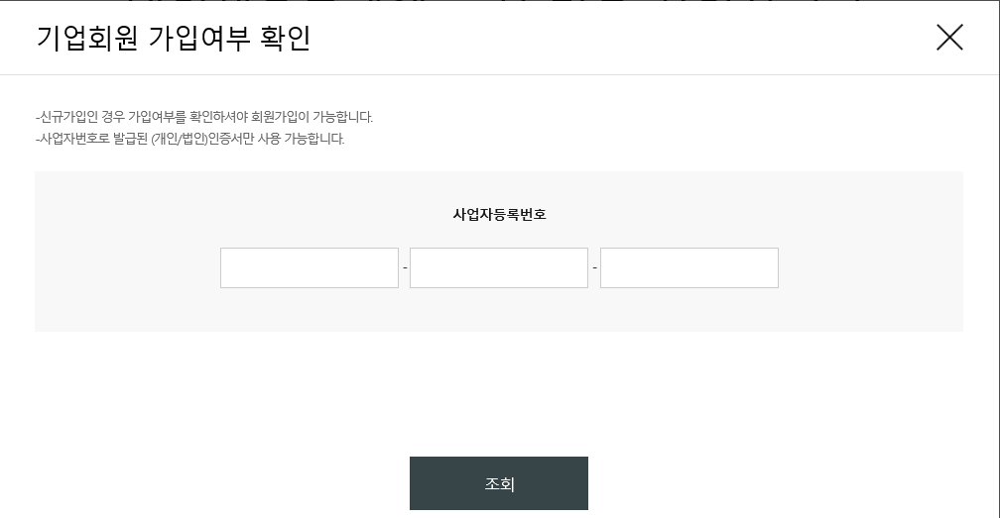 기업회원 가입여부 확인
-신규가입인 경우 가입여부를 확인하셔야 회원가입이 가능합니다.
-사업자번호로 발급된 (개인/법인)인증서만 사용 가능합니다.
사업자등록번호
- -
조회